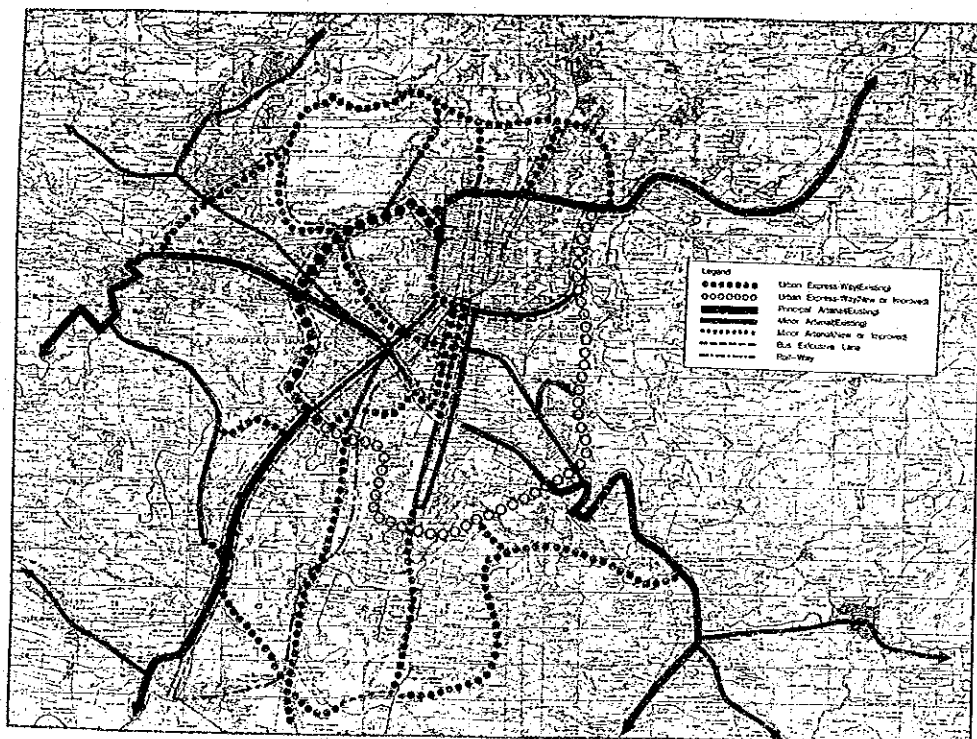 Legend
Urban Express-Way(Existing)
Urban Express-Way(New or Improved)
Principal Arterial(Existing)
Minor Arterial(Existing)
Minor Arterial(New or Improved)
Bus Exclusive Lane
Rail-Way